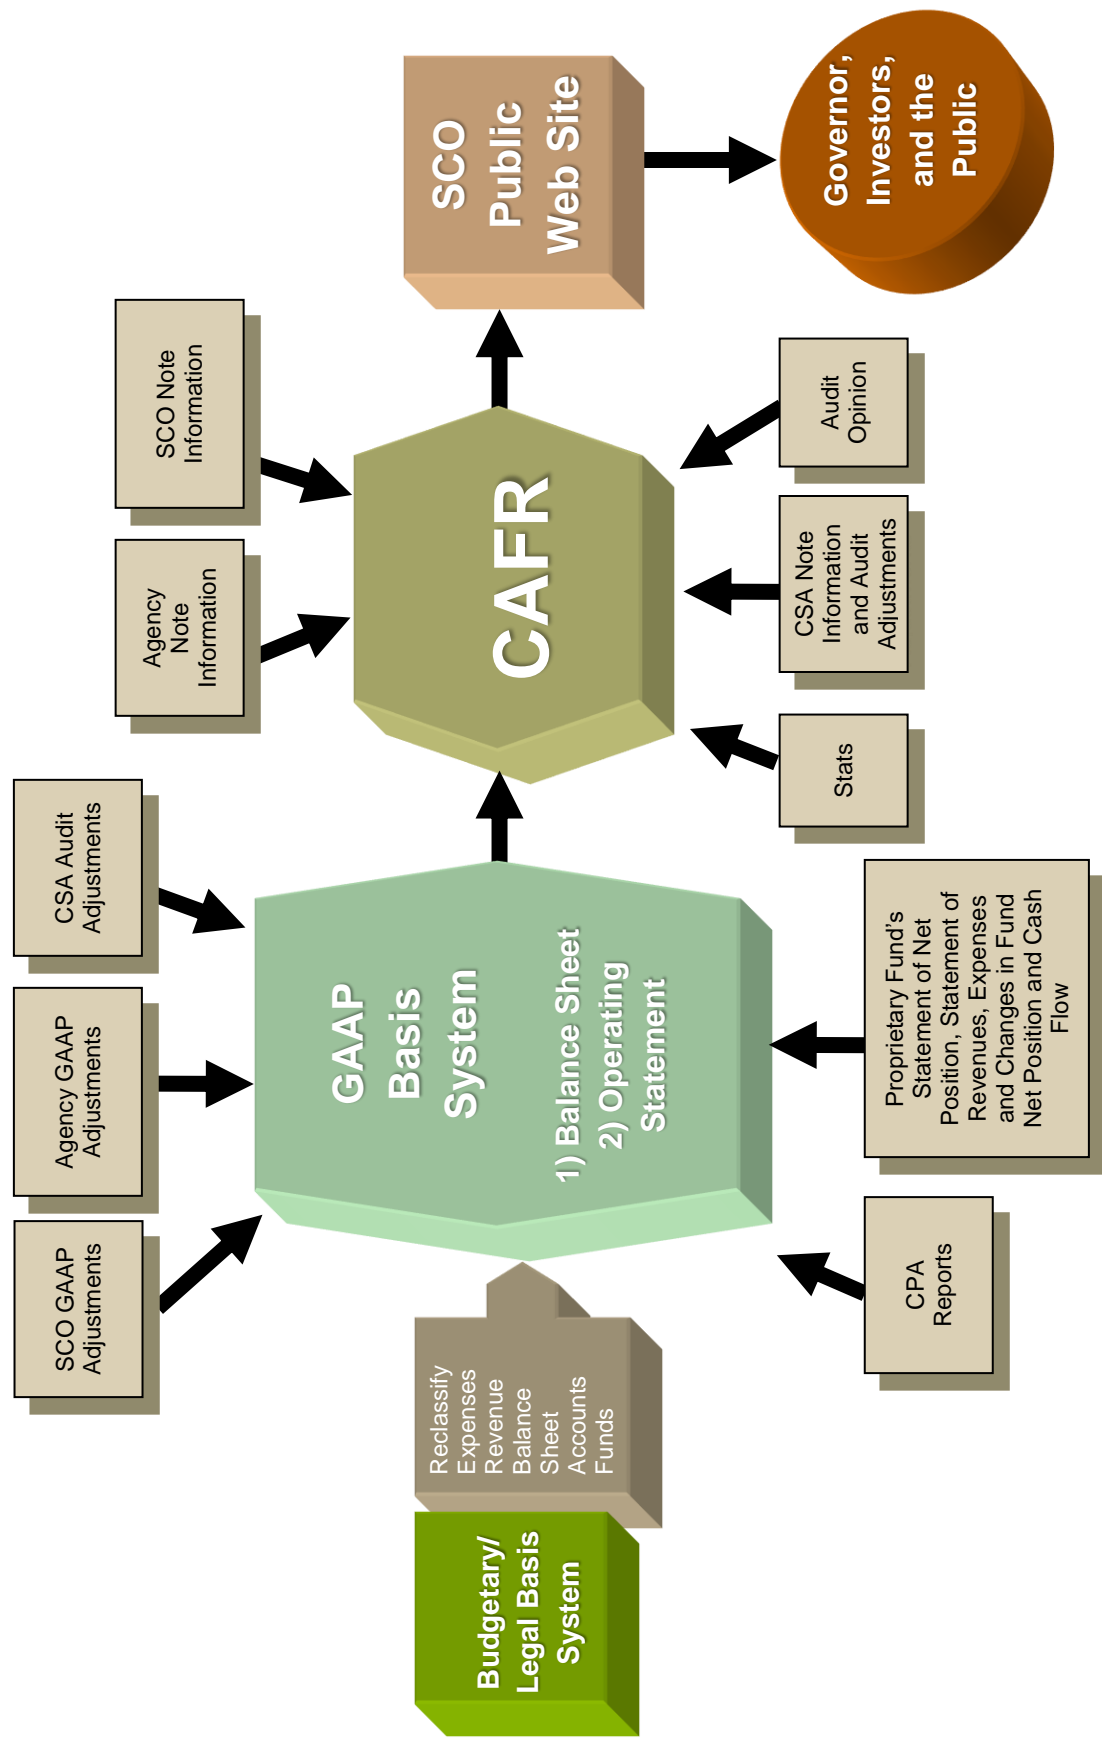 Budgetary/
Legal Basis
System
Reclassify
Expenses
Revenue
Balance
Sheet
Accounts
Funds
SCO GAAP
Adjustments
Agency GAAP
Adjustments
CSA Audit
Adjustments
GAAP
Basis
System
1) Balance Sheet
2) Operating
Statement
CPA
Reports
Proprietary Fund’s
Statement of Net
Position, Statement of
Revenues, Expenses
and Changes in Fund
Net Position and Cash
Flow
Agency
Note
Information
SCO Note
Information
CAFR
Stats
CSA Note
Information
and Audit
Adjustments
Audit
Opinion
SCO
Public
Web Site
Governor,
Investors,
and the
Public